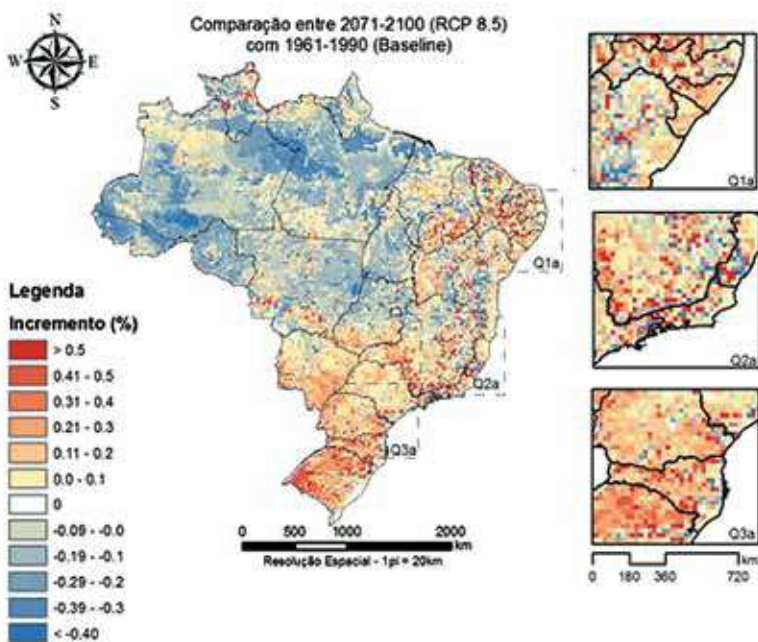 Comparação entre 2071-2100 (RCP 8.5)
com 1961-1990 (Baseline)
N
W
E
S
Q1a
Q2a
Q3a
Legenda
Incremento (%)
> 0.5
0.41 - 0.5
0.31 - 0.4
0.21 - 0.3
0.11 - 0.2
0.0 - 0.1
0
-0.09 - -0.0
-0.19 - -0.1
-0.29 - -0.2
-0.39 - -0.3
< -0.40
0 500 1000 2000
km
Resolução Espacial - 1pi = 20km
Q1a
Q2a
Q3a
km
0 180 360 720